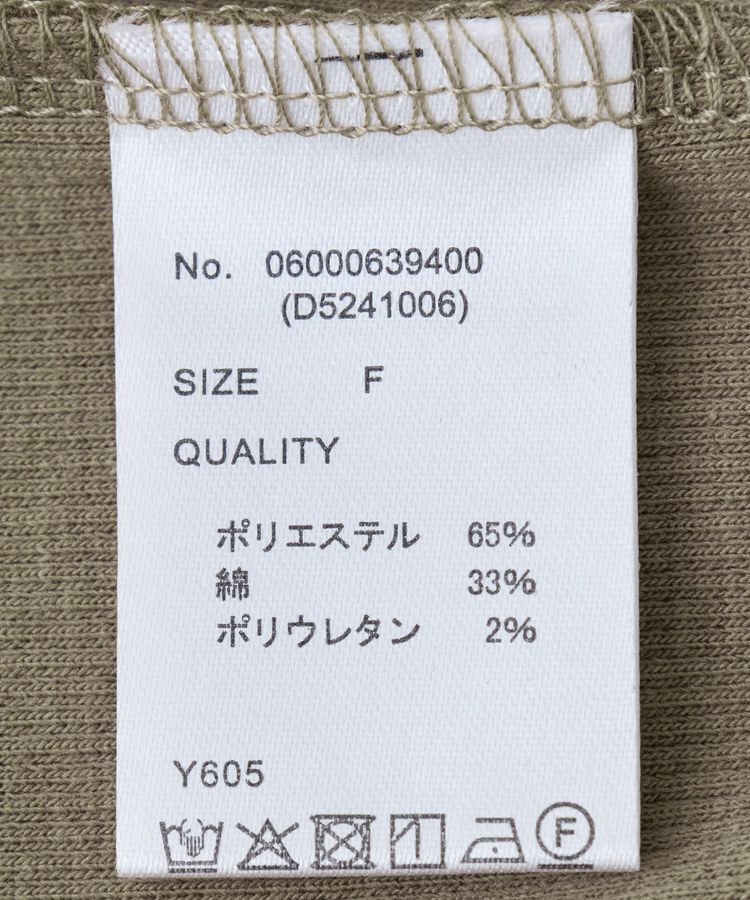 No. 06000639400
(D5241006)
SIZE F
QUALITY
ポリエステル 65%
綿 33%
ポリウレタン 2%
Y605
F